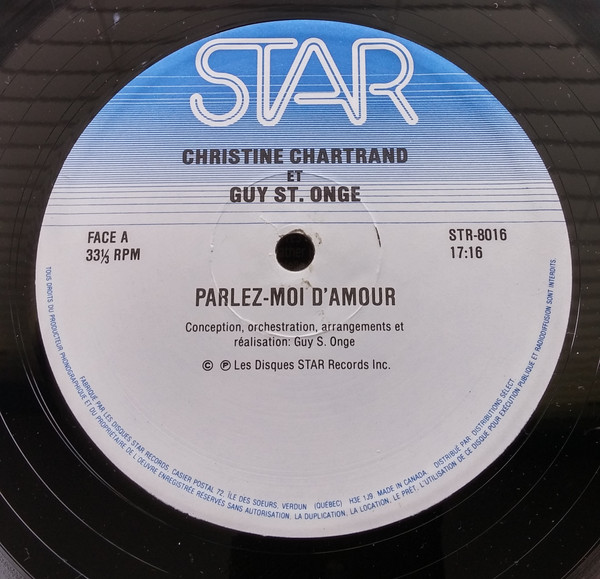 STAR
CHRISTINE CHARTRAND
ET
GUY ST. ONGE
FACE A
33⅓ RPM
STR-8016
17:16
PARLEZ-MOI D'AMOUR
Conception, orchestration, arrangements et
réalisation: Guy S. Onge
© ℗ Les Disques STAR Records Inc.
TOUS DROITS DU PRODUCTEUR PHONOGRAPHIQUE ET DU PROPRIÉTAIRE DE L'OEUVRE ENREGISTRÉE RÉSERVÉS SAUF AUTORISATION, LA DUPLICATION, LA LOCATION, LE PRÊT, L'UTILISATION DE CE DISQUE POUR EXÉCUTION PUBLIQUE ET RADIODIFFUSION SONT INTERDITS.
FABRIQUÉ PAR LES DISQUES STAR RECORDS, CASIER POSTAL 72, ÎLE DES SOEURS, VERDUN (QUÉBEC) H3E 1J9 MADE IN CANADA DISTRIBUÉ PAR DISTRIBUTIONS SELECT